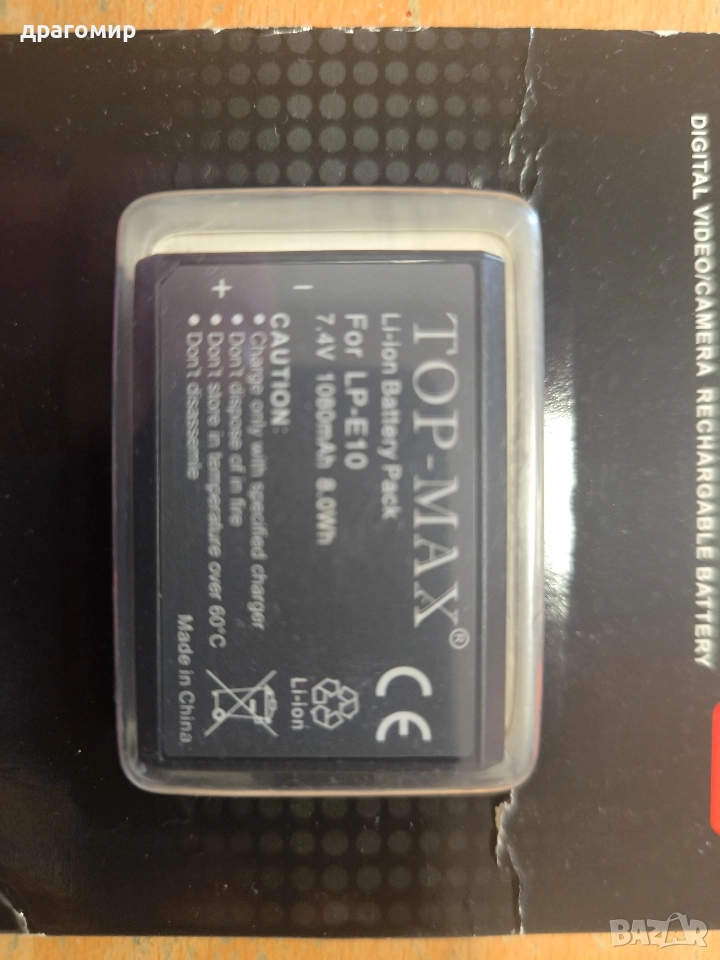 драгомир
DIGITAL VIDEO/CAMERA RECHARGABLE BATTERY
TOP-MAX®
Li-ion Battery Pack
For LP-E10
7.4V 1080mAh 8.0Wh
CAUTION:
• Charge only with specified charger
• Don't dispose of in fire
• Don't store in temperature over 60°C
• Don't dissassemle
+ -
CE
Li-ion
Made in China
BAZAR